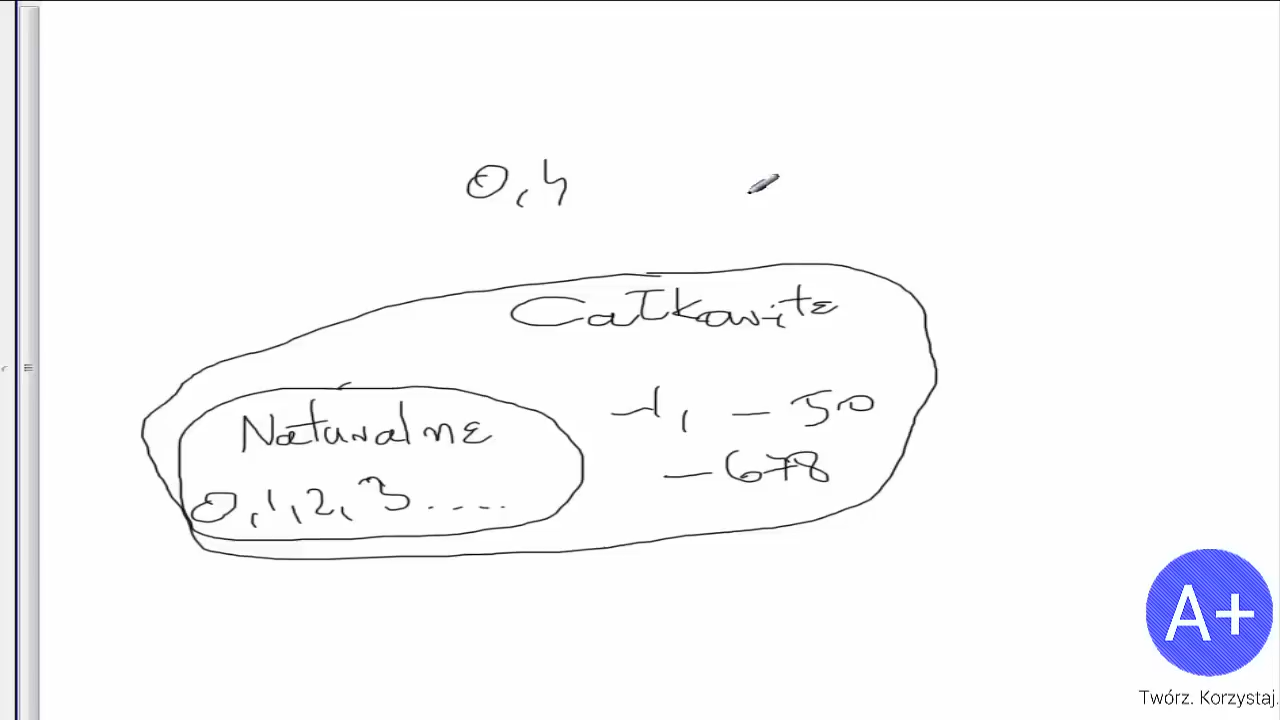 0,4
Całkowite
-1, -50
-678
Naturalne
0,1,2,3.....
A+
Twórz. Korzystaj.